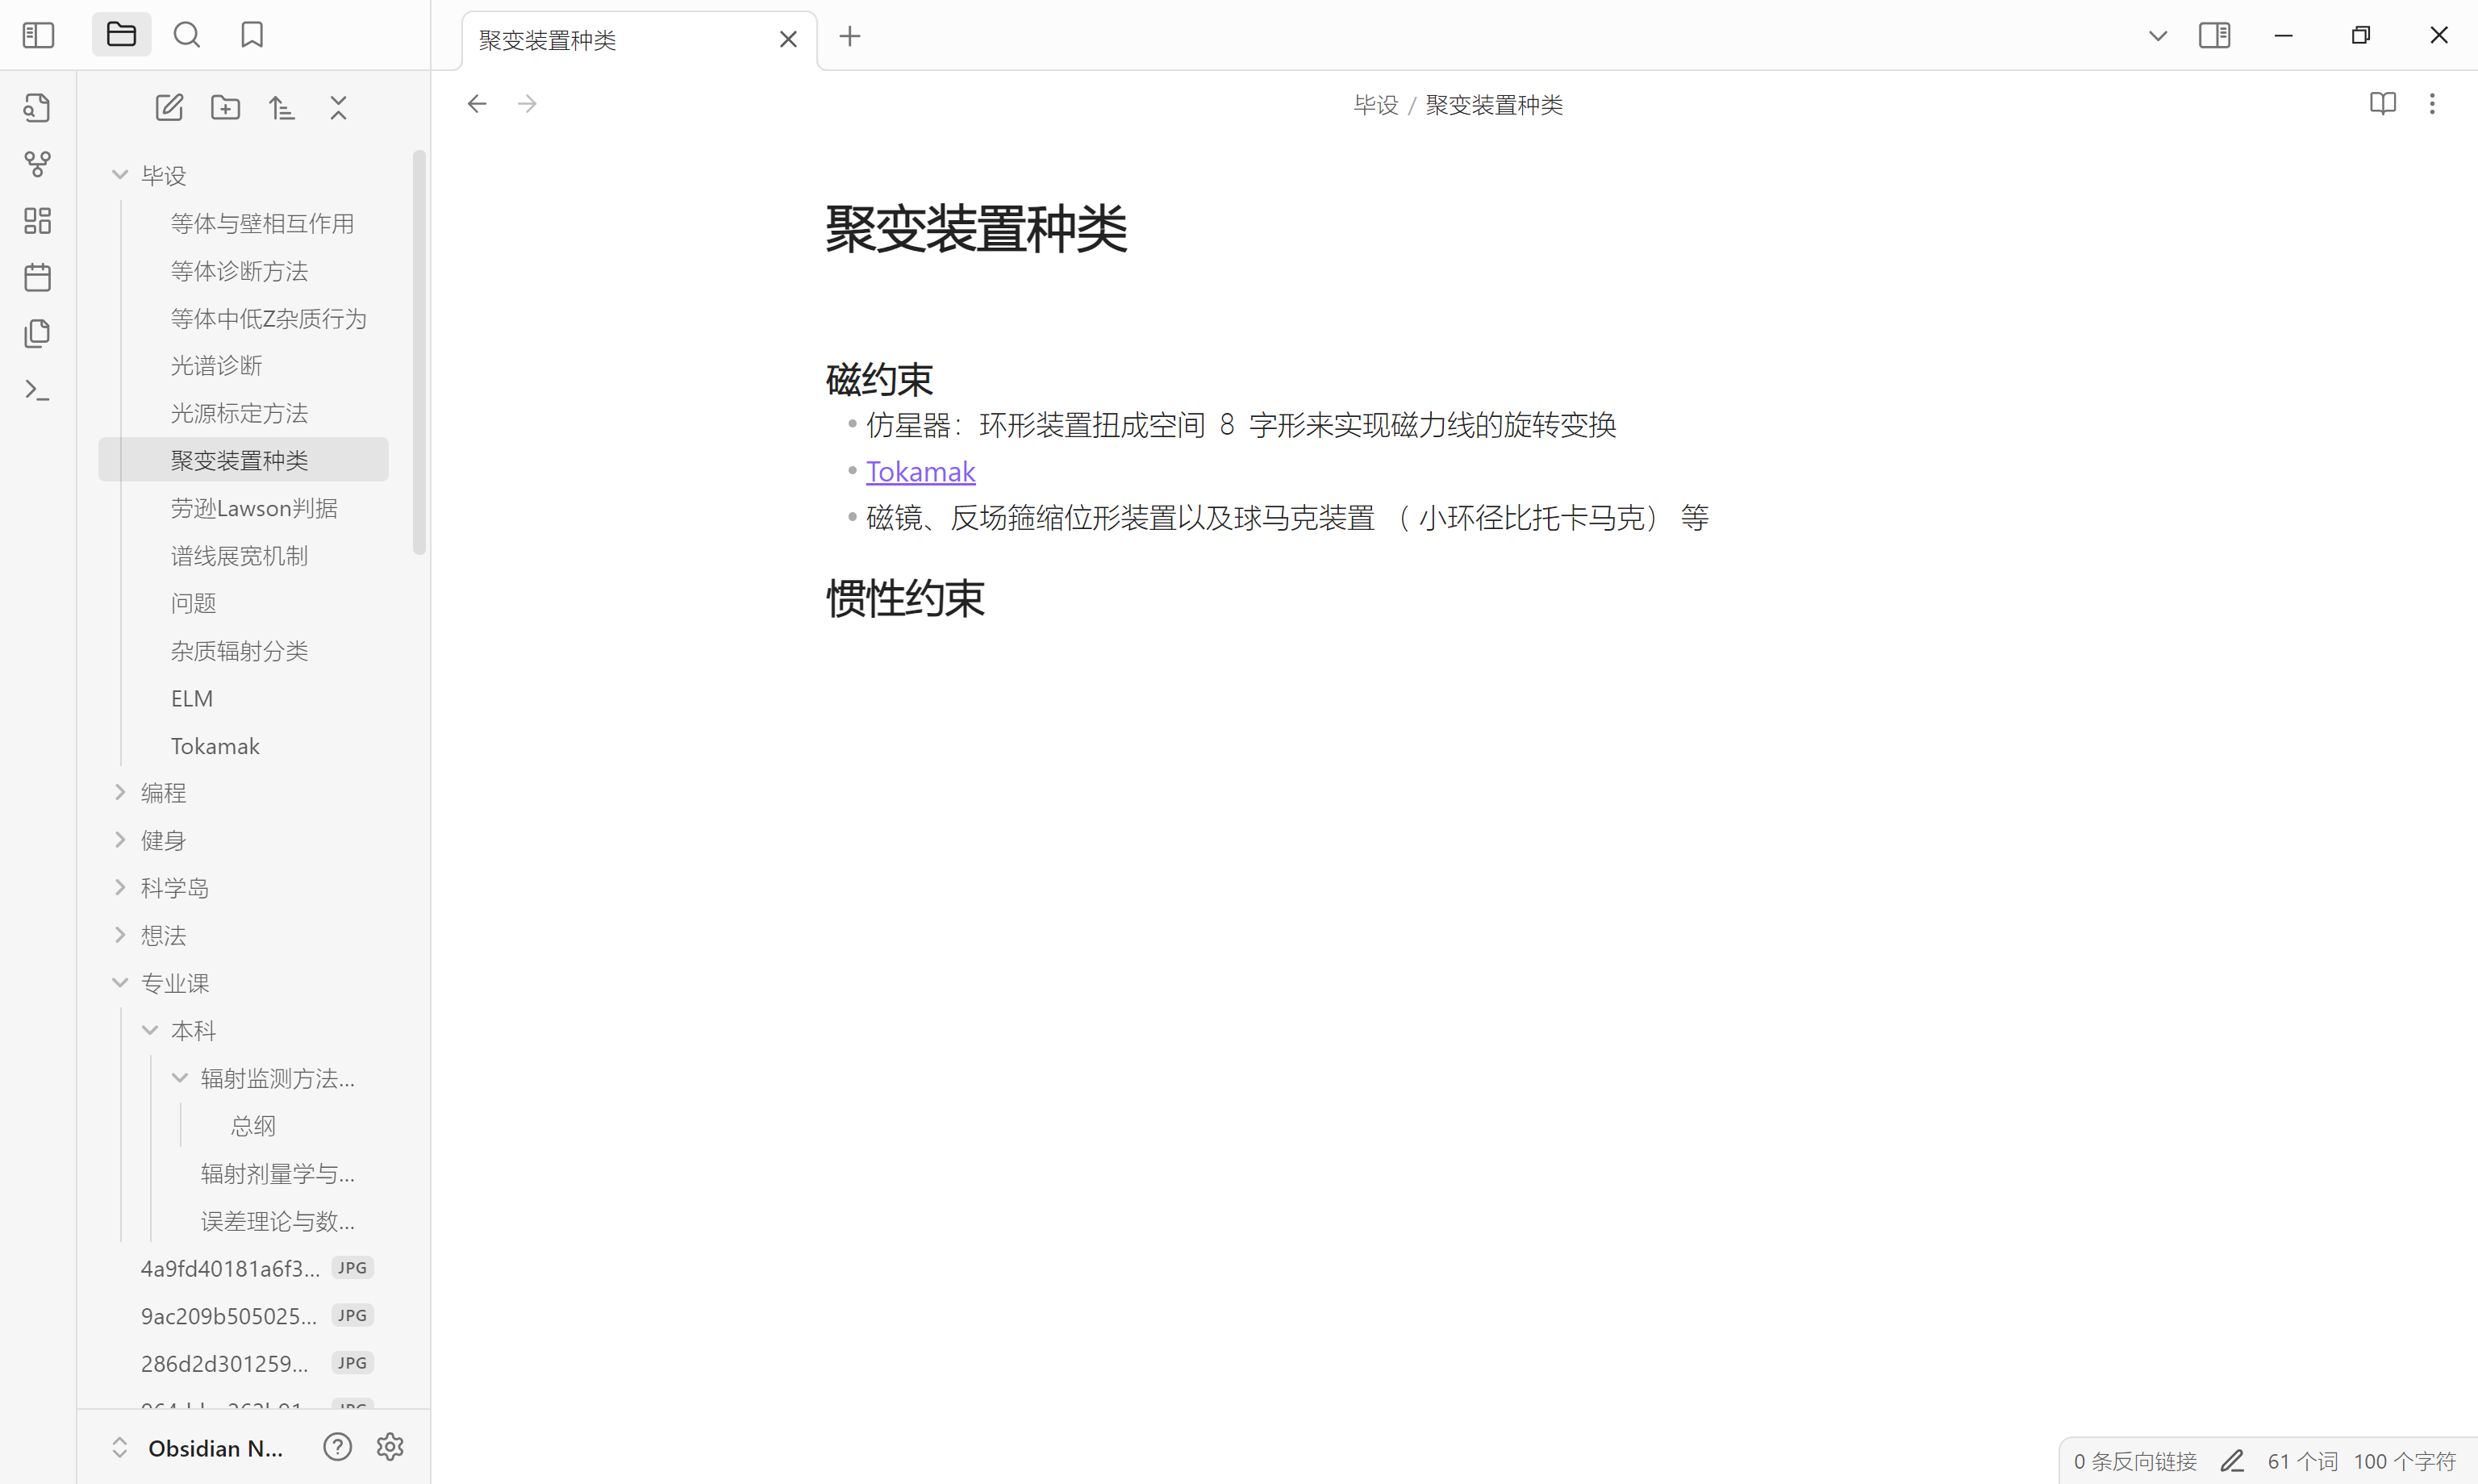 聚变装置种类
毕设 / 聚变装置种类
毕设
等体与壁相互作用
等体诊断方法
等体中低Z杂质行为
光谱诊断
光源标定方法
聚变装置种类
劳逊Lawson判据
谱线展宽机制
问题
杂质辐射分类
ELM
Tokamak
编程
健身
科学岛
想法
专业课
本科
辐射监测方法...
总纲
辐射剂量学与...
误差理论与数...
4a9fd40181a6f3... JPG
9ac209b505025... JPG
286d2d301259... JPG
Obsidian N...
聚变装置种类
磁约束
仿星器：环形装置扭成空间 8 字形来实现磁力线的旋转变换
Tokamak
磁镜、反场箍缩位形装置以及球马克装置 （ 小环径比托卡马克） 等
惯性约束
0 条反向链接 61 个词 100 个字符